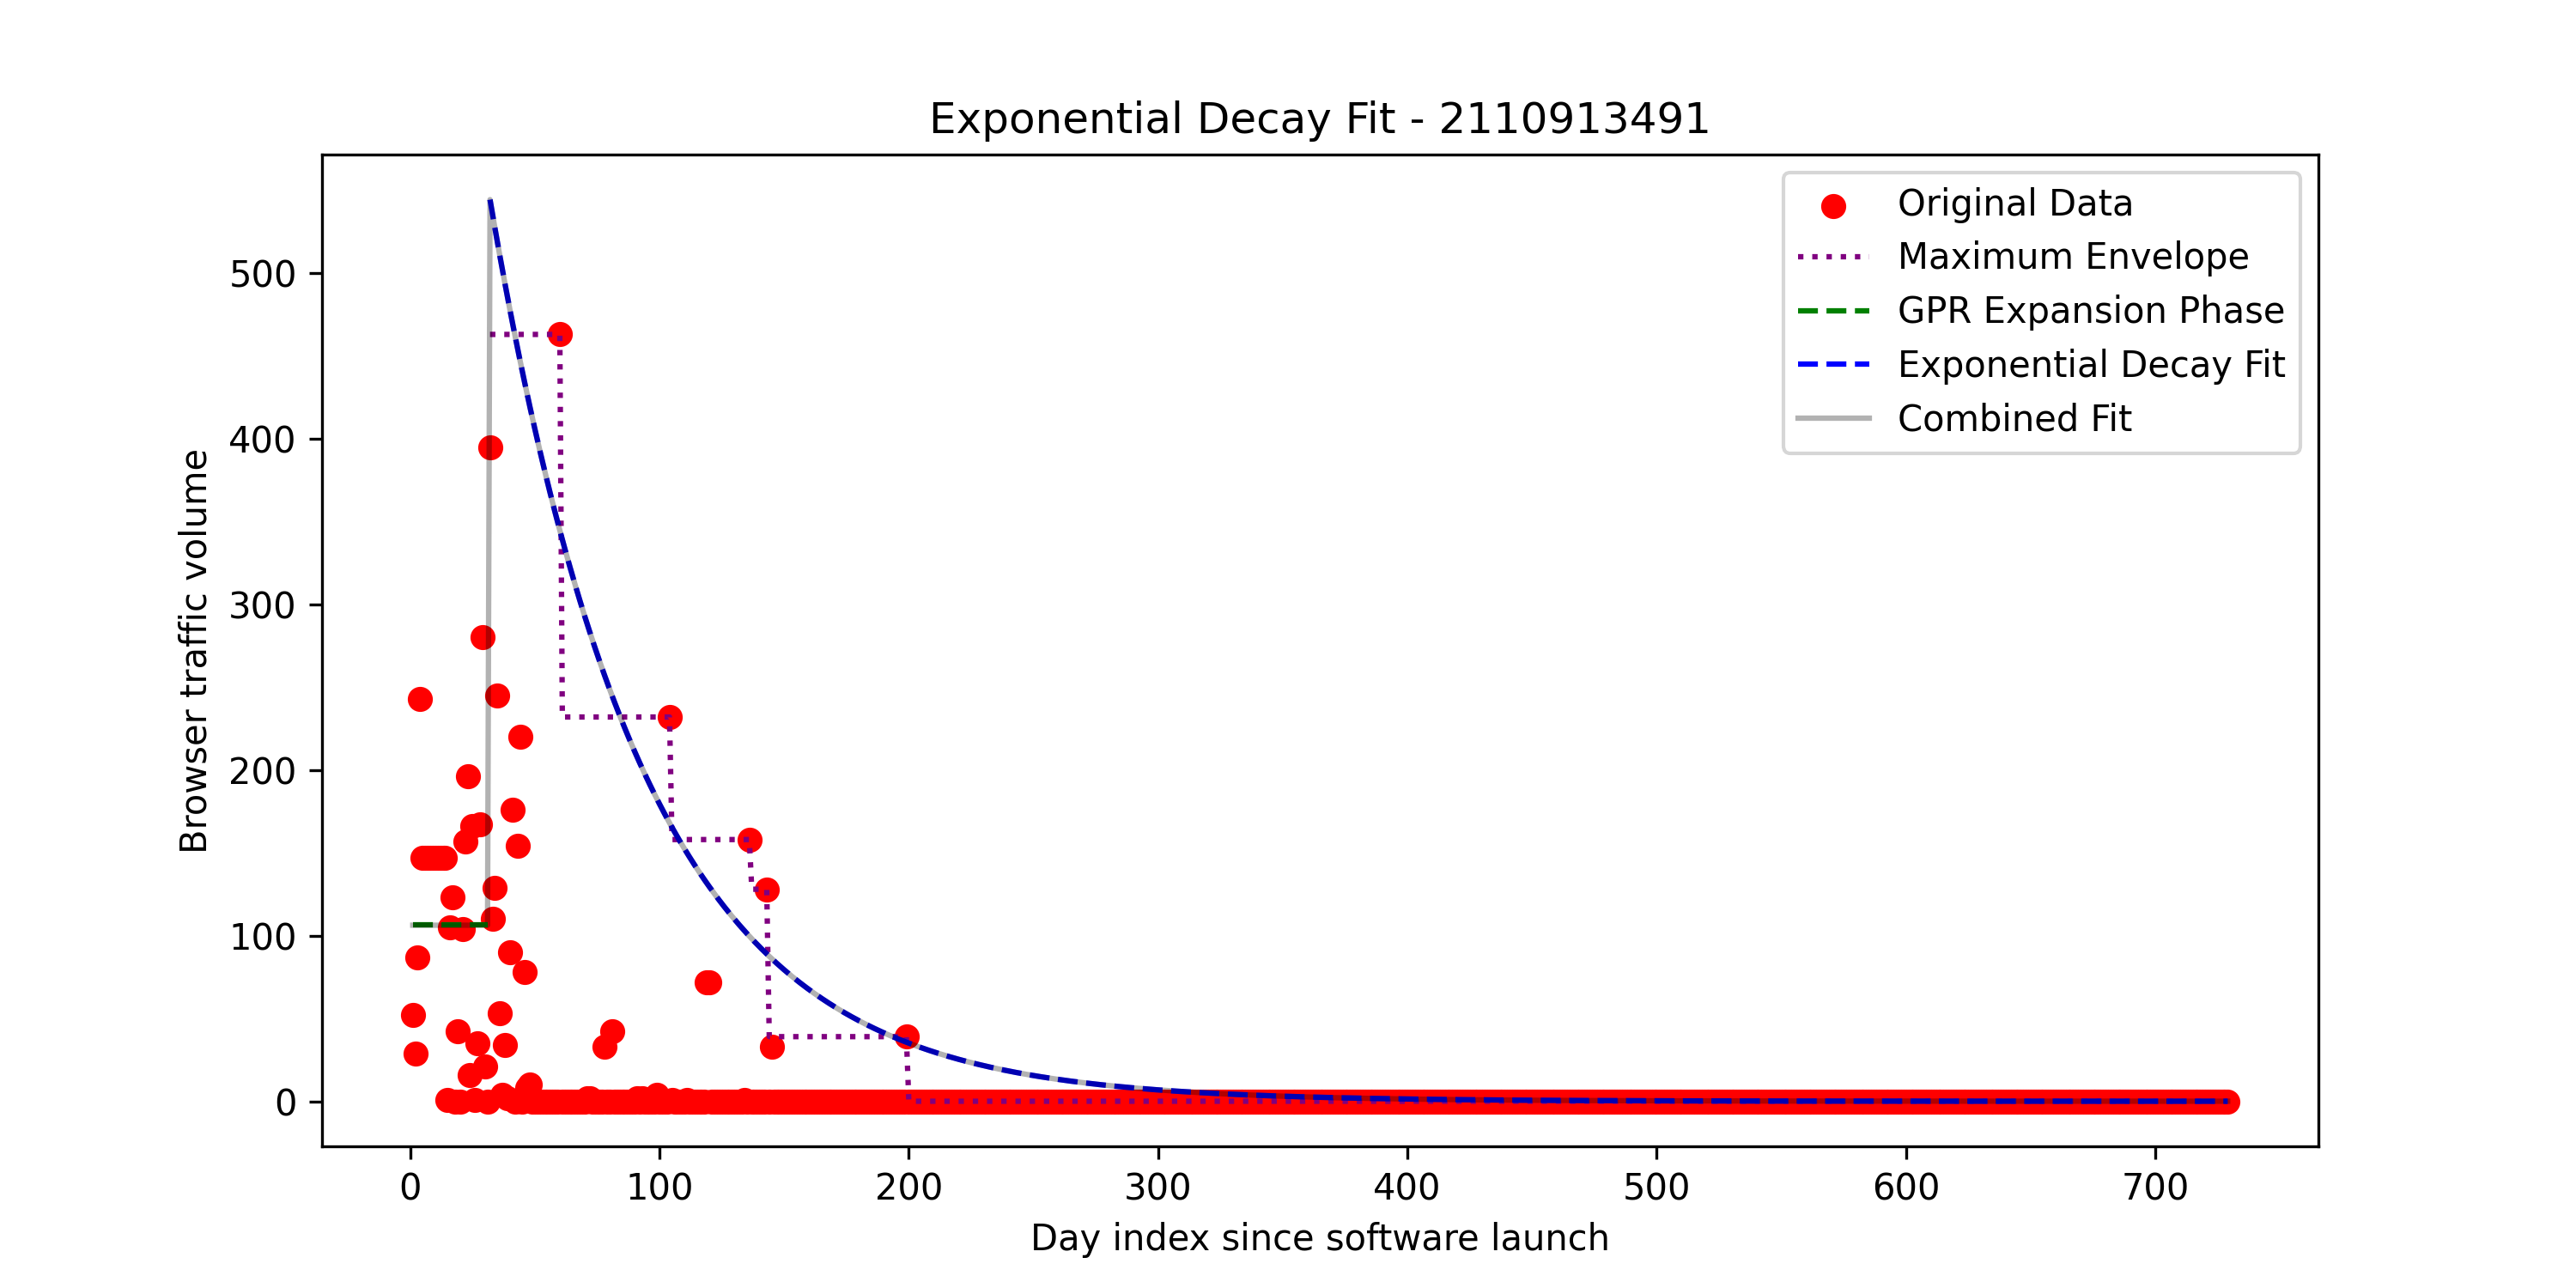 Exponential Decay Fit - 2110913491
Original Data
Maximum Envelope
GPR Expansion Phase
Exponential Decay Fit
Combined Fit
Browser traffic volume
500
400
300
200
100
0
0 100 200 300 400 500 600 700
Day index since software launch